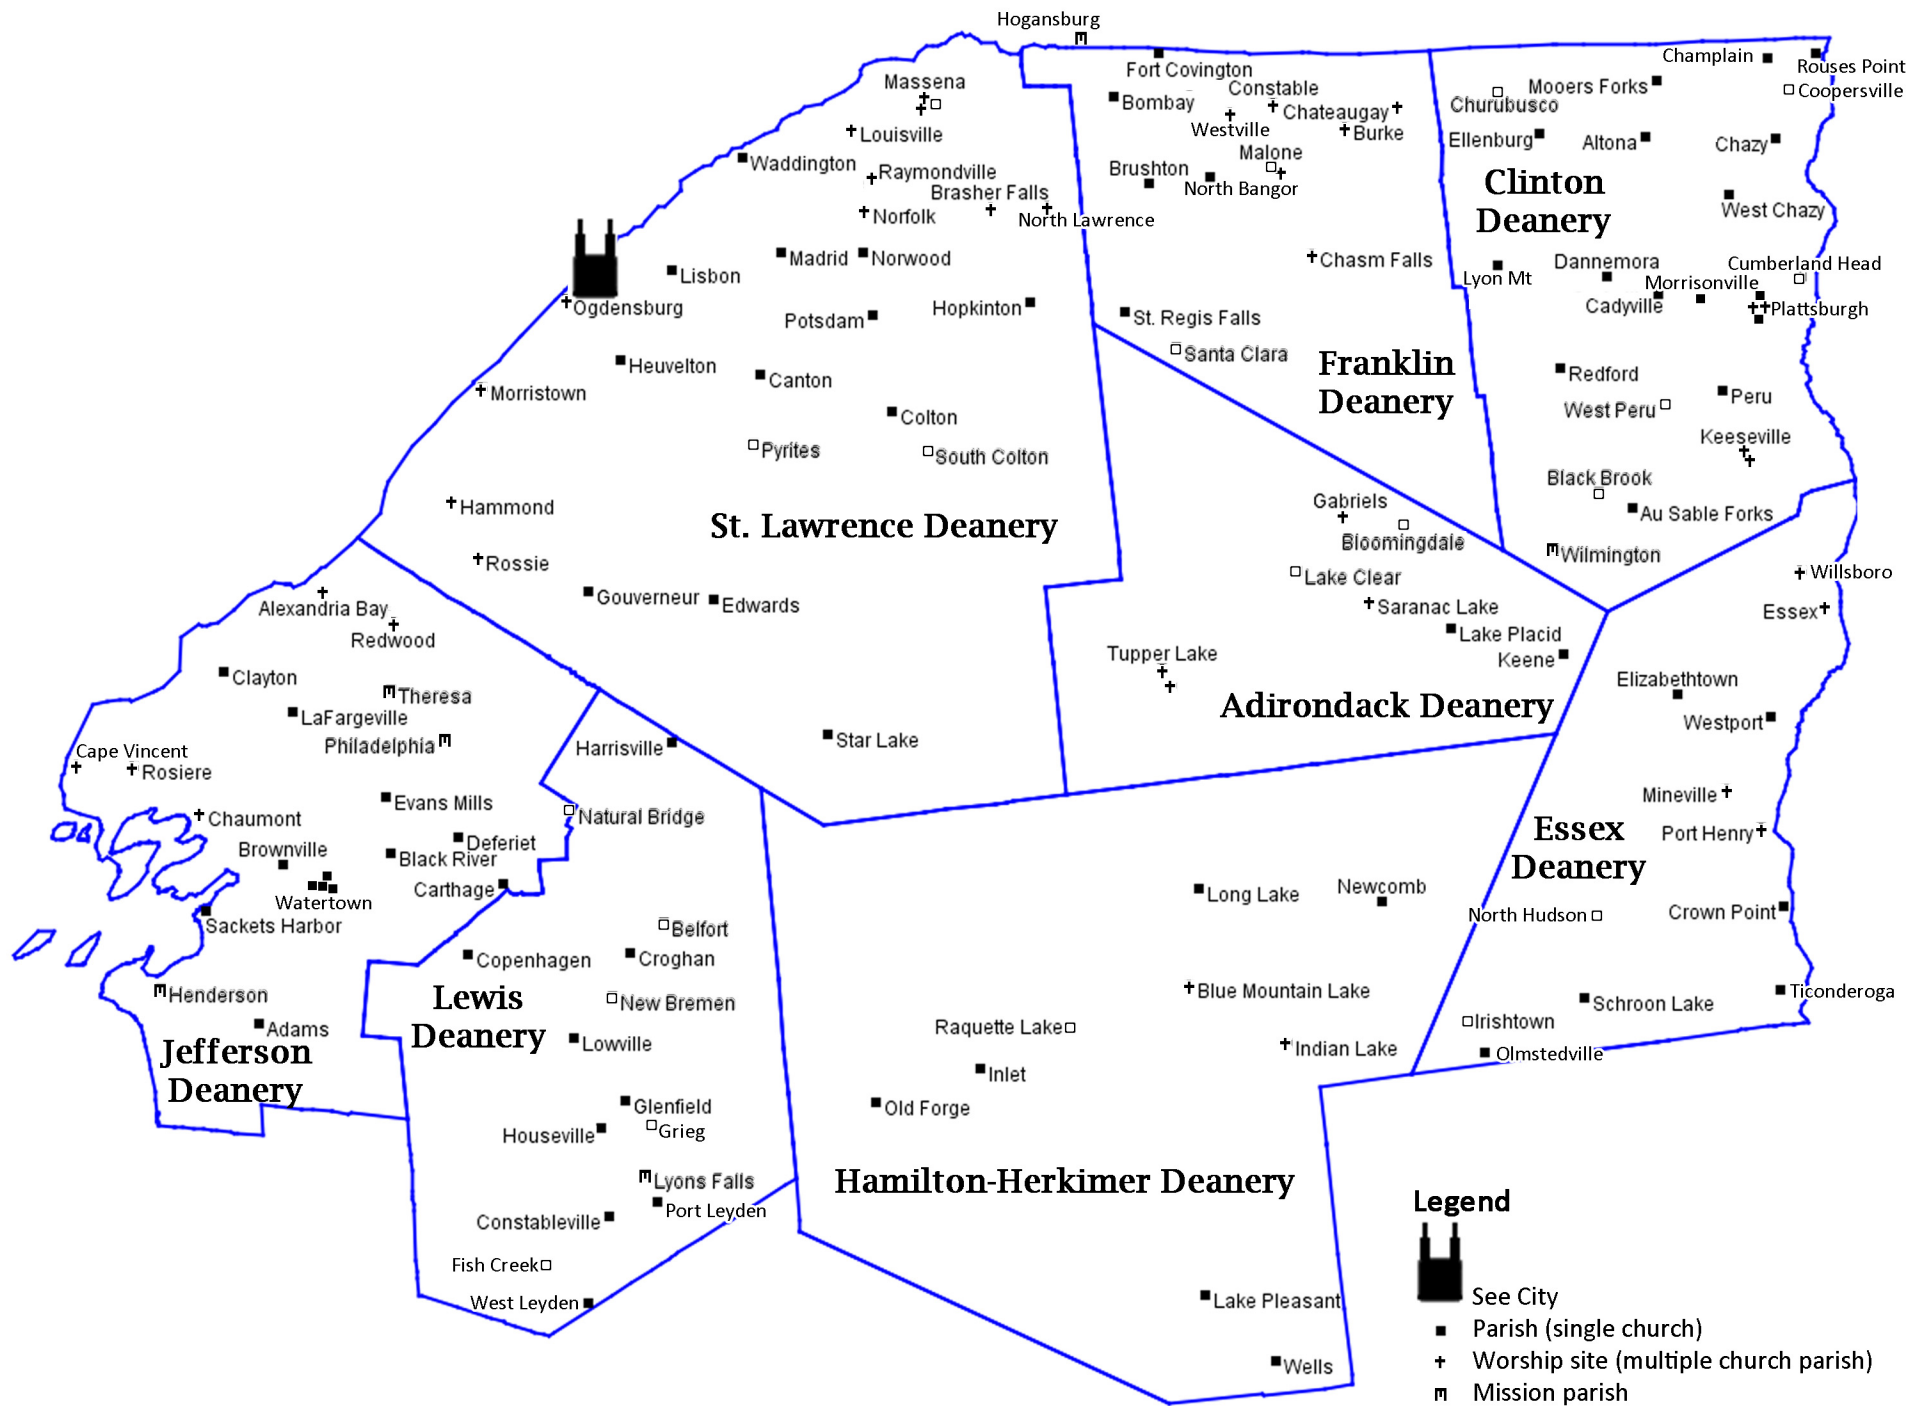 Hogansburg
Massena
Louisville
Waddington
Raymondville
Brasher Falls
Norfolk
North Lawrence
Madrid
Norwood
Lisbon
Ogdensburg
Potsdam
Hopkinton
Heuvelton
Canton
Morristown
Colton
Pyrites
South Colton
Hammond
St. Lawrence Deanery
Rossie
Gouverneur
Edwards
Star Lake
Fort Covington
Bombay
Constable
Chateaugay
Westville
Burke
Malone
Brushton
North Bangor
Chasm Falls
St. Regis Falls
Santa Clara
Franklin
Deanery
Champlain
Rouses Point
Coopersville
Mooers Forks
Churubusco
Ellenburg
Altona
Chazy
Clinton
Deanery
West Chazy
Dannemora
Cumberland Head
Lyon Mt
Morrisonville
Cadyville
Plattsburgh
Redford
Peru
West Peru
Keeseville
Black Brook
Au Sable Forks
Wilmington
Gabriels
Bloomingdale
Lake Clear
Saranac Lake
Lake Placid
Keene
Tupper Lake
Adirondack Deanery
Willsboro
Essex
Elizabethtown
Westport
Mineville
Port Henry
Essex
Deanery
North Hudson
Crown Point
Ticonderoga
Schroon Lake
Irishtown
Olmstedville
Alexandria Bay
Redwood
Clayton
Theresa
LaFargeville
Philadelphia
Cape Vincent
Rosiere
Evans Mills
Chaumont
Deferiet
Brownville
Black River
Carthage
Watertown
Sackets Harbor
Henderson
Adams
Jefferson
Deanery
Harrisville
Natural Bridge
Belfort
Copenhagen
Croghan
Lewis
Deanery
New Bremen
Lowville
Glenfield
Grieg
Houseville
Lyons Falls
Port Leyden
Constableville
Fish Creek
West Leyden
Long Lake
Newcomb
Blue Mountain Lake
Raquette Lake
Indian Lake
Inlet
Old Forge
Hamilton-Herkimer Deanery
Lake Pleasant
Wells
Legend
See City
Parish (single church)
Worship site (multiple church parish)
Mission parish